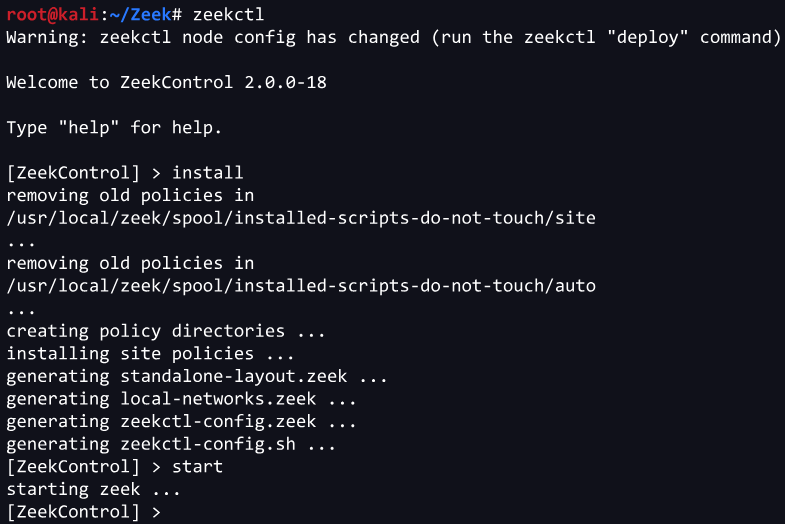 root@kali:~/Zeek# zeekctl
Warning: zeekctl node config has changed (run the zeekctl "deploy" command)
Welcome to ZeekControl 2.0.0-18
Type "help" for help.
[ZeekControl] > install
removing old policies in
/usr/local/zeek/spool/installed-scripts-do-not-touch/site
...
removing old policies in
/usr/local/zeek/spool/installed-scripts-do-not-touch/auto
...
creating policy directories ...
installing site policies ...
generating standalone-layout.zeek ...
generating local-networks.zeek ...
generating zeekctl-config.zeek ...
generating zeekctl-config.sh ...
[ZeekControl] > start
starting zeek ...
[ZeekControl] >